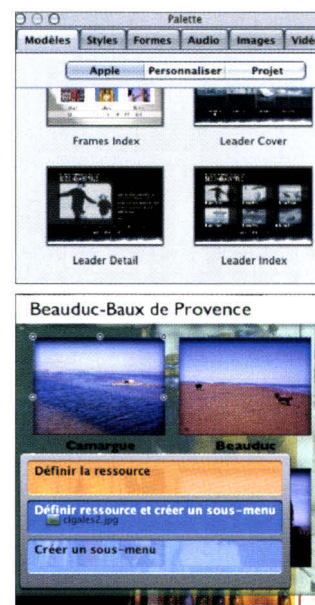 Palette
Modèles Styles Formes Audio Images Vidé
Apple Personnaliser Projet
Frames Index Leader Cover
Leader Detail Leader Index
Beauduc-Baux de Provence
Camargue Beauduc
Définir la ressource
Définir ressource et créer un sous-menu
cigales2.jpg
Créer un sous-menu